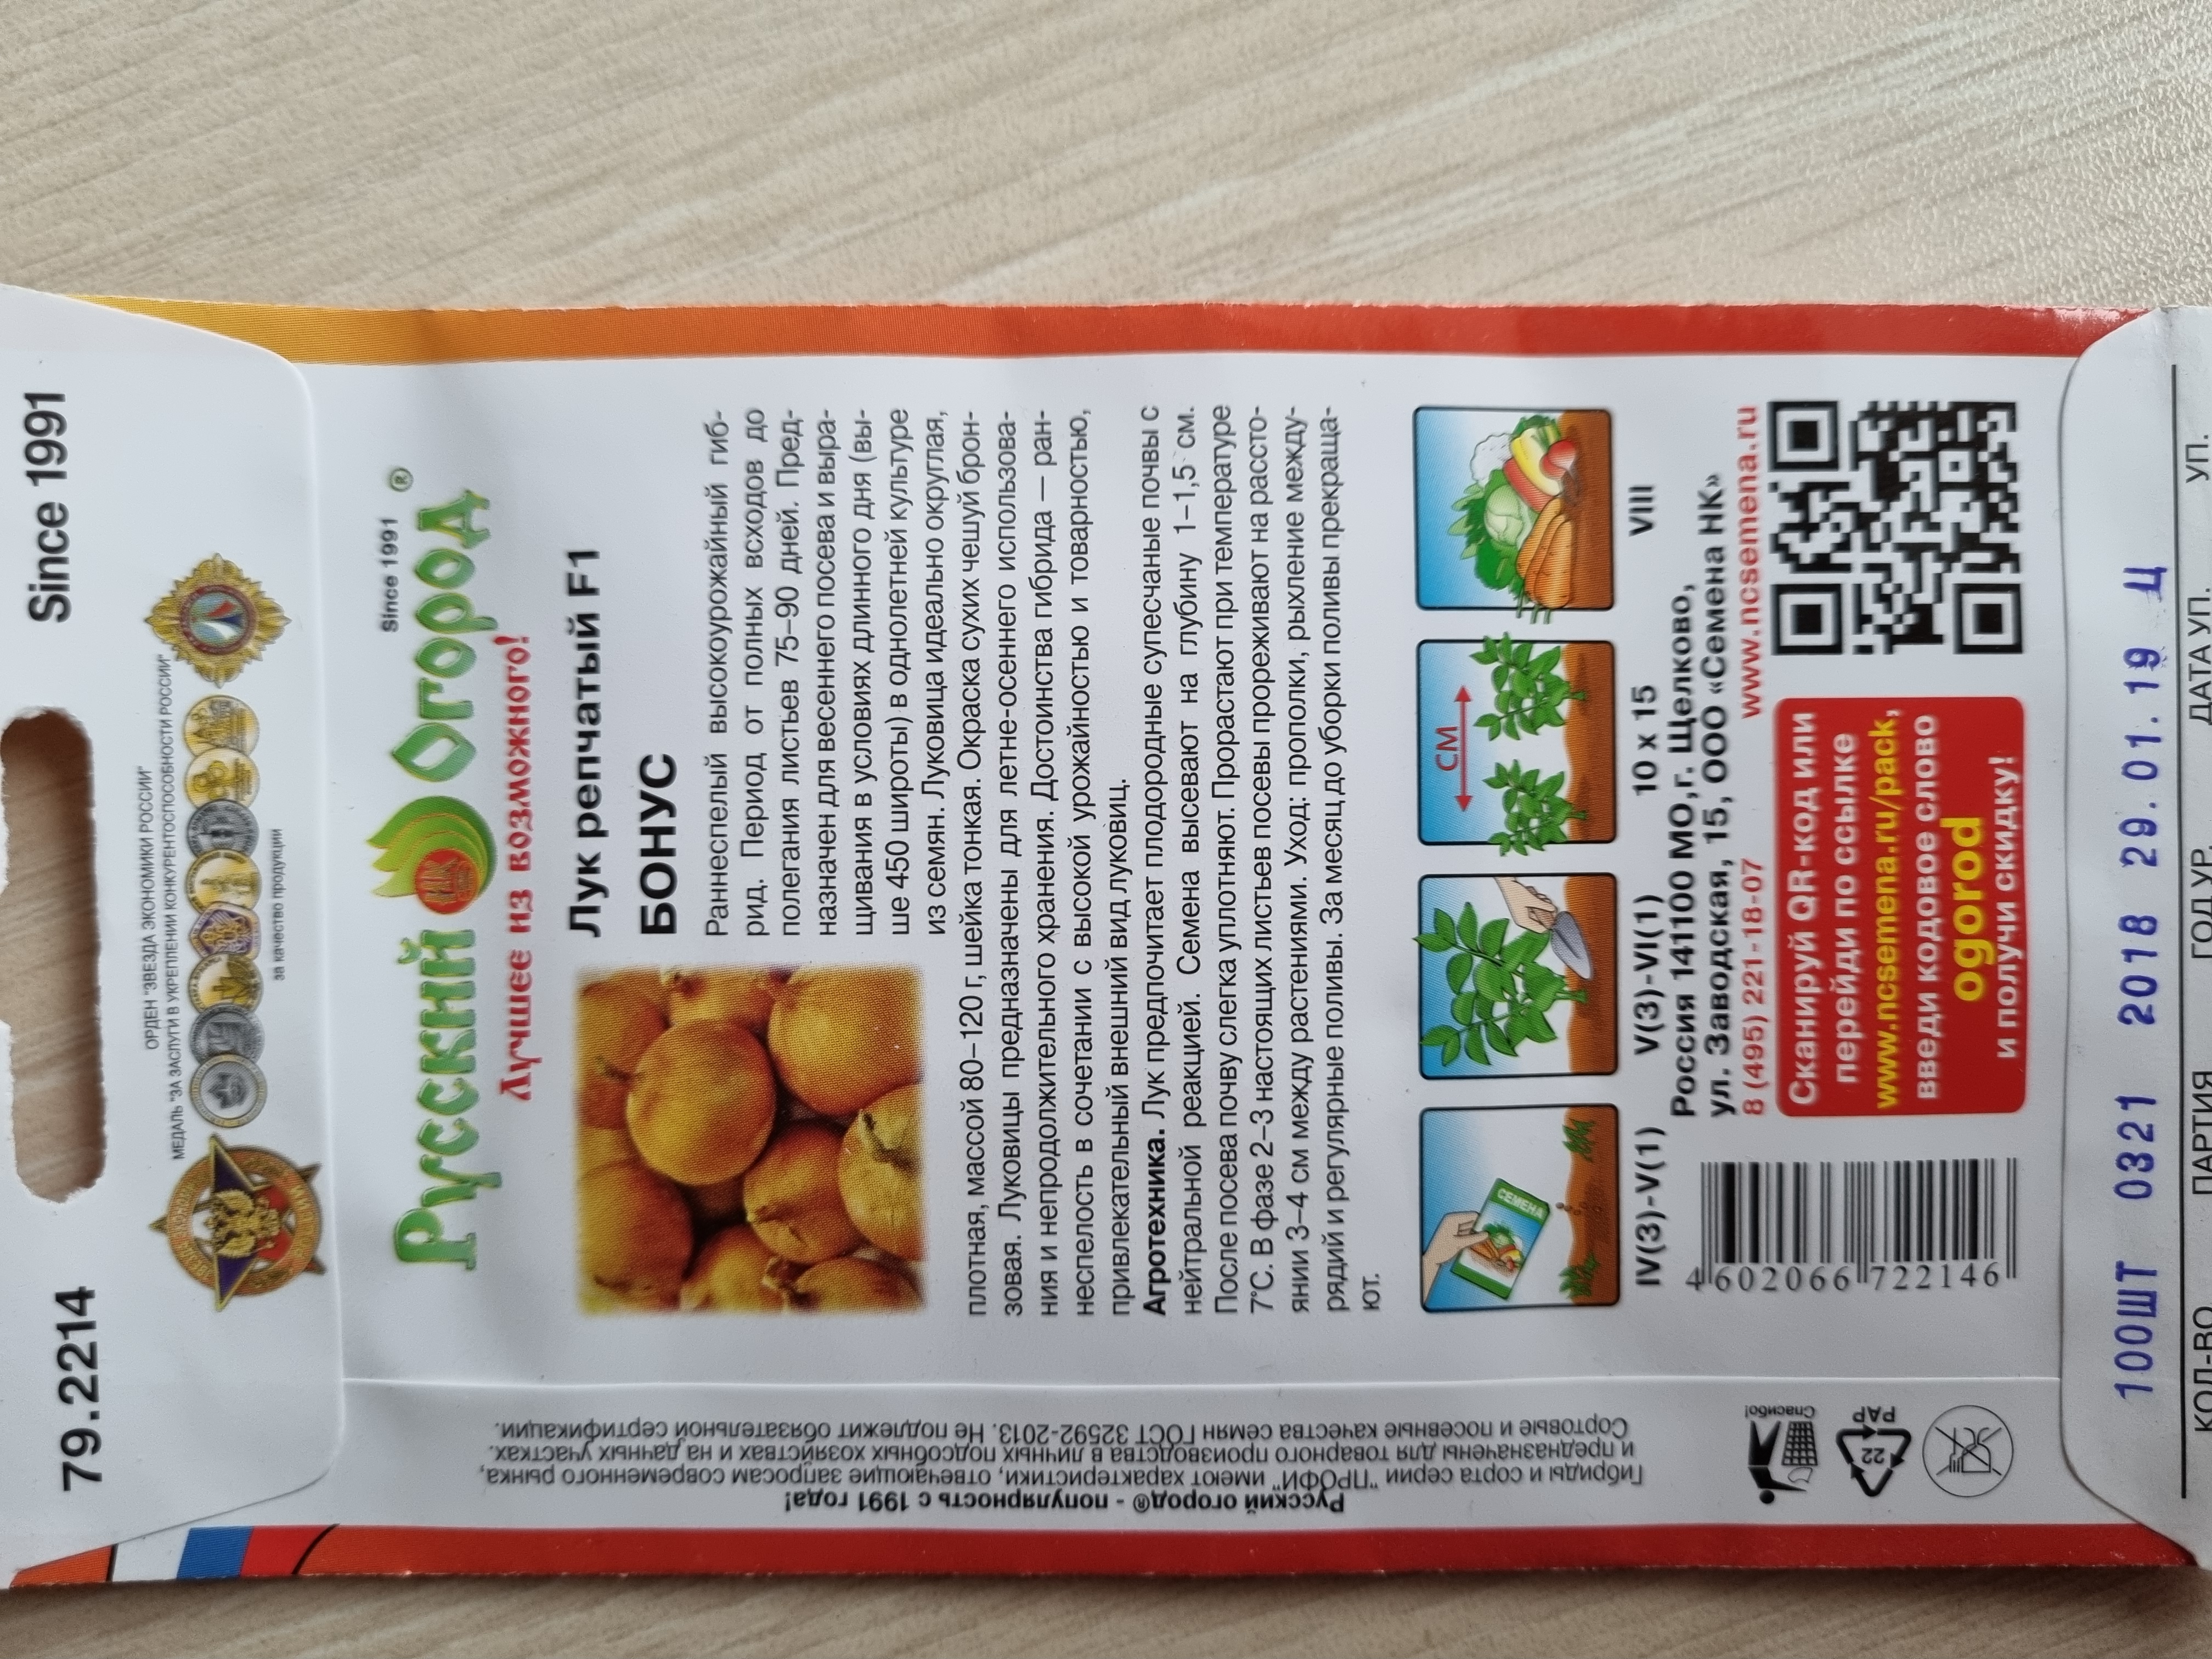 79.2214 Since 1991
ОРДЕН "ЗВЕЗДА ЭКОНОМИКИ РОССИИ"
МЕДАЛЬ "ЗА ЗАСЛУГИ В УКРЕПЛЕНИИ КОНКУРЕНТОСПОСОБНОСТИ РОССИИ"
за качество продукции
Since 1991
Русский Огород ®
Лучшее из возможного!
Лук репчатый F1
БОНУС
Раннеспелый высокоурожайный гиб-
рид. Период от полных всходов до
полегания листьев 75–90 дней. Пред-
назначен для весеннего посева и выра-
щивания в условиях длинного дня (вы-
ше 450 широты) в однолетней культуре
из семян. Луковица идеально округлая,
плотная, массой 80–120 г, шейка тонкая. Окраска сухих чешуй брон-
зовая. Луковицы предназначены для летне-осеннего использова-
ния и непродолжительного хранения. Достоинства гибрида — ран-
неспелость в сочетании с высокой урожайностью и товарностью,
привлекательный внешний вид луковиц.
Агротехника. Лук предпочитает плодородные супесчаные почвы с
нейтральной реакцией. Семена высевают на глубину 1–1,5 см.
После посева почву слегка уплотняют. Прорастают при температуре
7°С. В фазе 2–3 настоящих листьев посевы прореживают на рассто-
янии 3–4 см между растениями. Уход: прополки, рыхление между-
рядий и регулярные поливы. За месяц до уборки поливы прекраща-
ют.
СЕМЕНА
СМ
IV(3)-V(1) V(3)-VI(1) 10 x 15 VIII
Россия 141100 МО,г. Щелково,
ул. Заводская, 15, ООО «Семена НК»
8 (495) 221-18-07 www.ncsemena.ru
Сканируй QR-код или
перейди по ссылке
www.ncsemena.ru/pack,
введи кодовое слово
ogorod
и получи скидку!
4 602066 722146
100ШТ 0321 2018 29.01.19 Ц
КОЛ-ВО ПАРТИЯ ГОД УР. ДАТА УП. УП.
Русский огород® - популярность с 1991 года!
Гибриды и сорта серии "ПРОФИ" имеют характеристики, отвечающие запросам современного рынка,
и предназначены для товарного производства в личных подсобных хозяйствах и на дачных участках.
Сортовые и посевные качества семян ГОСТ 32592-2013. Не подлежит обязательной сертификации.
Спасибо!
22
PAP